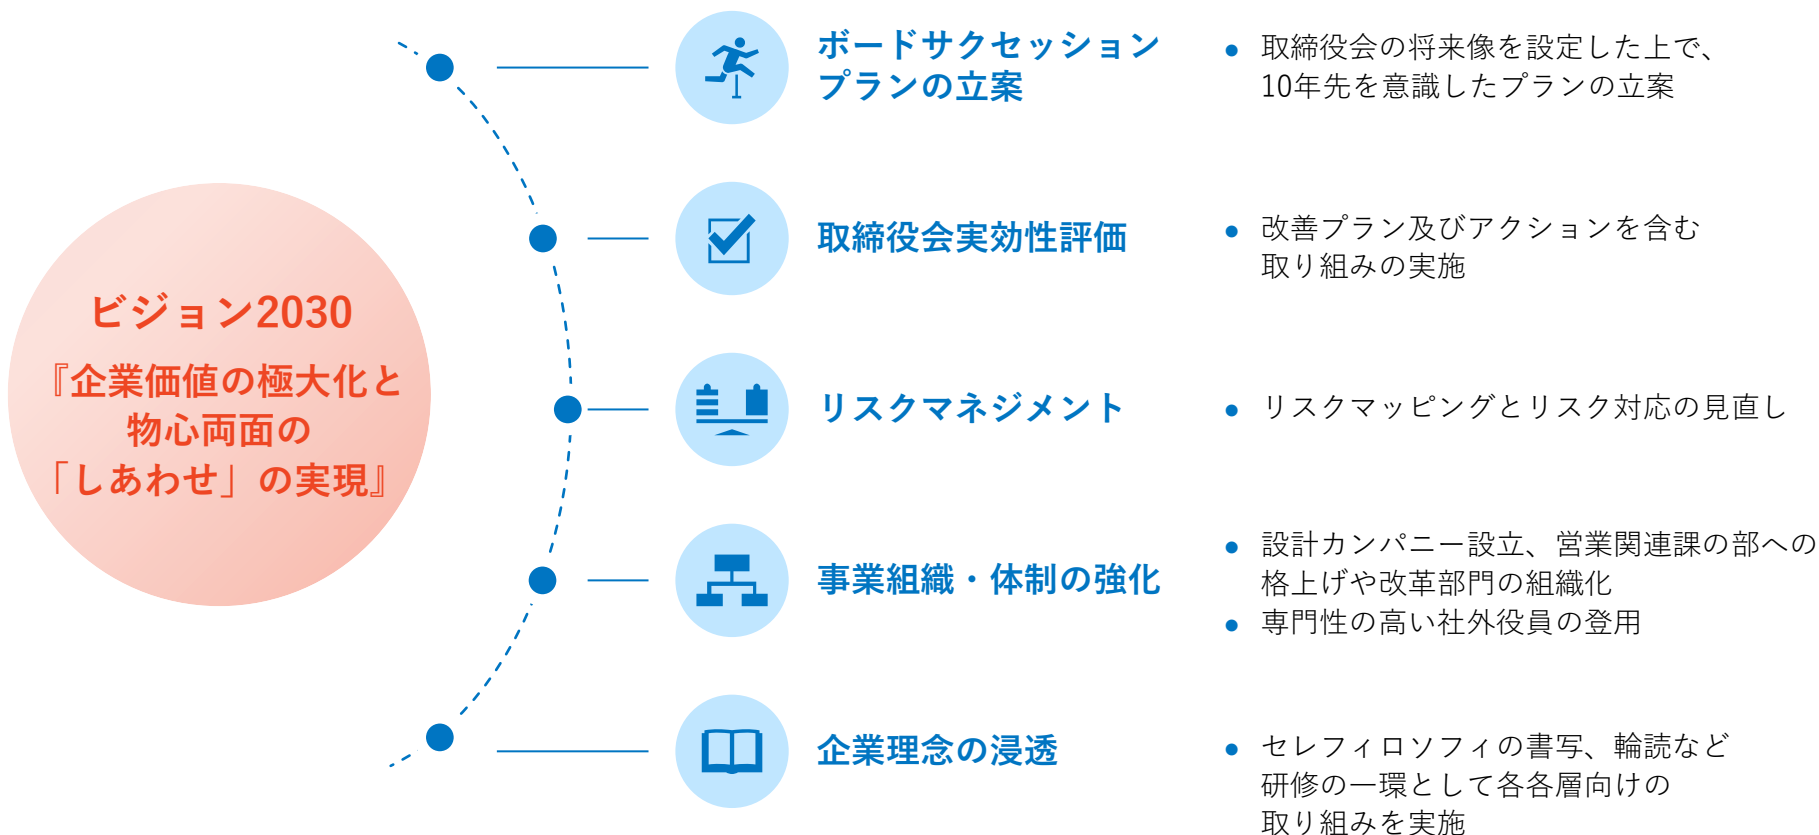 ビジョン2030
『企業価値の極大化と
物心両面の
「しあわせ」の実現』
ボードサクセッション
プランの立案
● 取締役会の将来像を設定した上で、
10年先を意識したプランの立案
取締役会実効性評価
● 改善プラン及びアクションを含む
取り組みの実施
リスクマネジメント
● リスクマッピングとリスク対応の見直し
事業組織・体制の強化
● 設計カンパニー設立、営業関連課の部への
格上げや改革部門の組織化
● 専門性の高い社外役員の登用
企業理念の浸透
● セレフィロソフィの書写、輪読など
研修の一環として各各層向けの
取り組みを実施